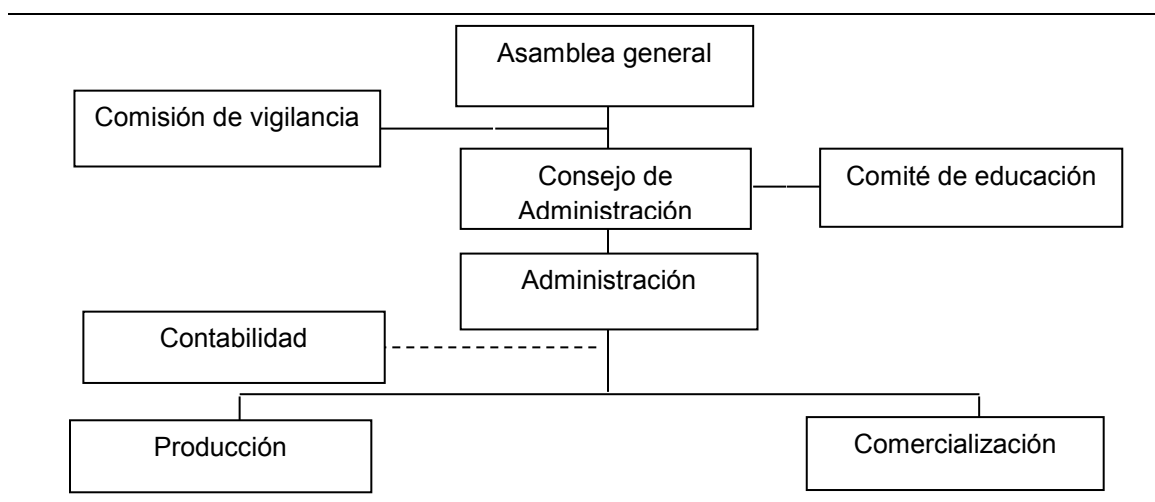 Asamblea general
Comisión de vigilancia
Consejo de
Administración
Comité de educación
Administración
Contabilidad
Producción
Comercialización